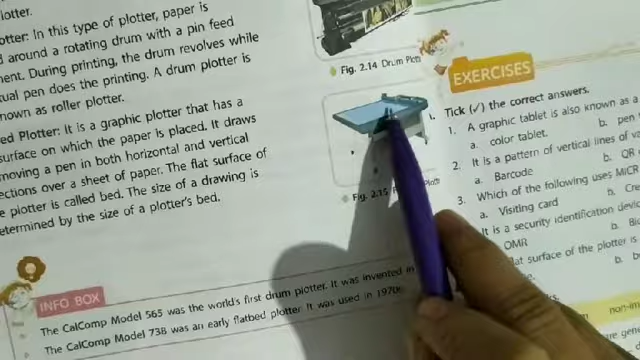 plotter.
otter: In this type of plotter, paper is
around a rotating drum with a pin feed
ment. During printing, the drum revolves while
tual pen does the printing. A drum plotter is
nown as roller plotter.
ed Plotter: It is a graphic plotter that has a
surface on which the paper is placed. It draws
moving a pen in both horizontal and vertical
ections over a sheet of paper. The flat surface of
e plotter is called bed. The size of a drawing is
etermined by the size of a plotter's bed.
INFO BOX
The CalComp Model 565 was the world's first drum plotter. It was invented in
The CalComp Model 738 was an early flatbed plotter It was used in 1970s.
Fig. 2.14 Drum Plott
Fig. 2.15
EXERCISES
Tick (✓) the correct answers.
1. A graphic tablet is also known as a
a. color tablet. b. pen
2. It is a pattern of vertical lines of va
a. Barcode b. QR
3. Which of the following uses MICR
a. Visiting card b.
It is a security identification devic
OMR b.
lat surface of the plotter is
b. b